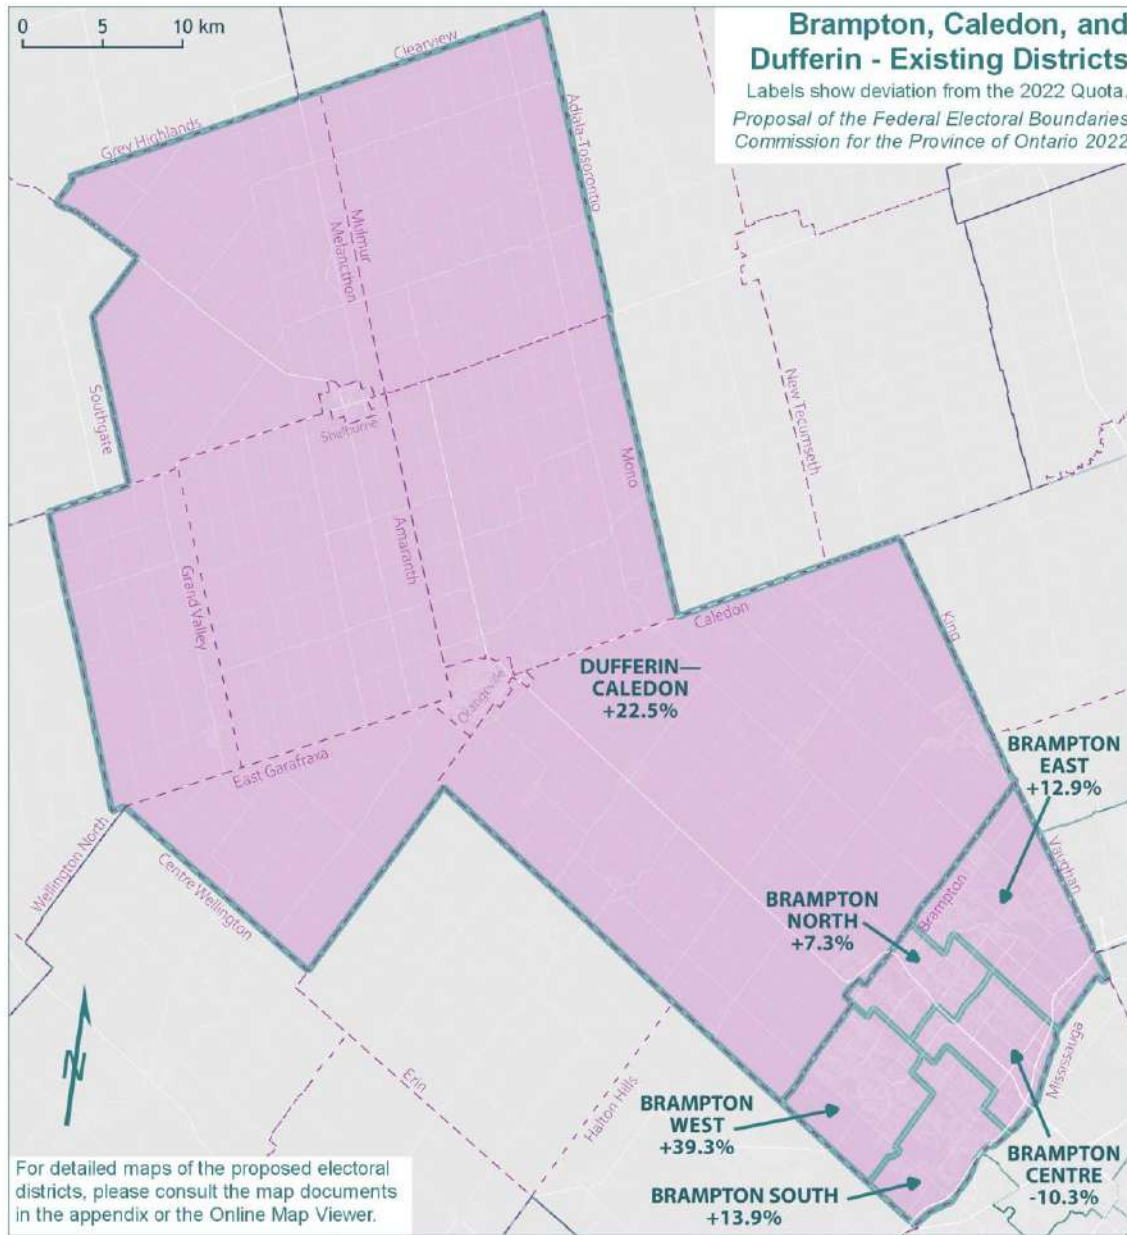 0 5 10 km
Brampton, Caledon, and
Dufferin - Existing Districts
Labels show deviation from the 2022 Quota.
Proposal of the Federal Electoral Boundaries
Commission for the Province of Ontario 2022
Clearview
Grey Highlands
Adjala-Tosorontio
Mulmur
Melancthon
Southgate
Shelburne
New Tecumseth
Mono
Amaranth
Grand Valley
Caledon
King
Orangeville
DUFFERIN—
CALEDON
+22.5%
East Garafraxa
BRAMPTON
EAST
+12.9%
Wellington North
Centre Wellington
Vaughan
Brampton
BRAMPTON
NORTH
+7.3%
Mississauga
Erin
Halton Hills
BRAMPTON
WEST
+39.3%
N
BRAMPTON
CENTRE
-10.3%
BRAMPTON SOUTH
+13.9%
For detailed maps of the proposed electoral
districts, please consult the map documents
in the appendix or the Online Map Viewer.